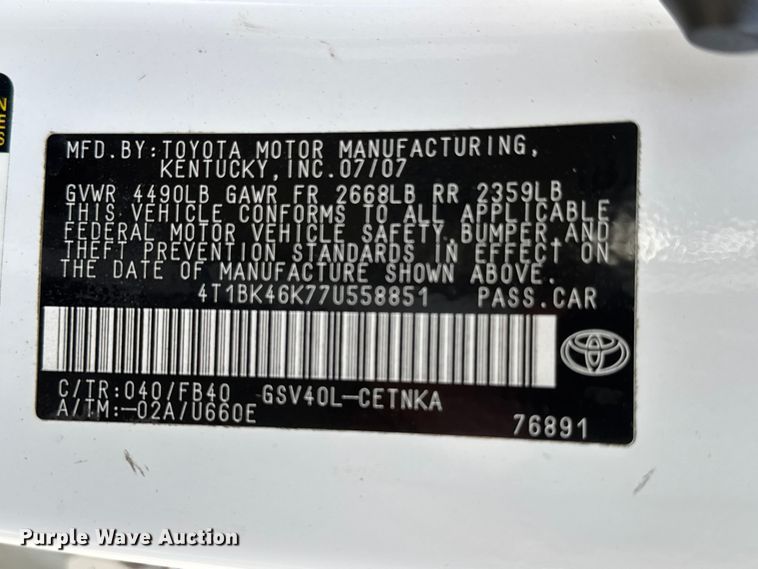 MFD.BY:TOYOTA MOTOR MANUFACTURING,
KENTUCKY,INC.07/07
GVWR 4490LB GAWR FR 2668LB RR 2359LB
THIS VEHICLE CONFORMS TO ALL APPLICABLE
FEDERAL MOTOR VEHICLE SAFETY,BUMPER,AND
THEFT PREVENTION STANDARDS IN EFFECT ON
THE DATE OF MANUFACTURE SHOWN ABOVE.
4T1BK46K77U558851 PASS.CAR
C/TR:040/FB40 GSV40L-CETNKA
A/TM:-02A/U660E
76891
Purple Wave Auction